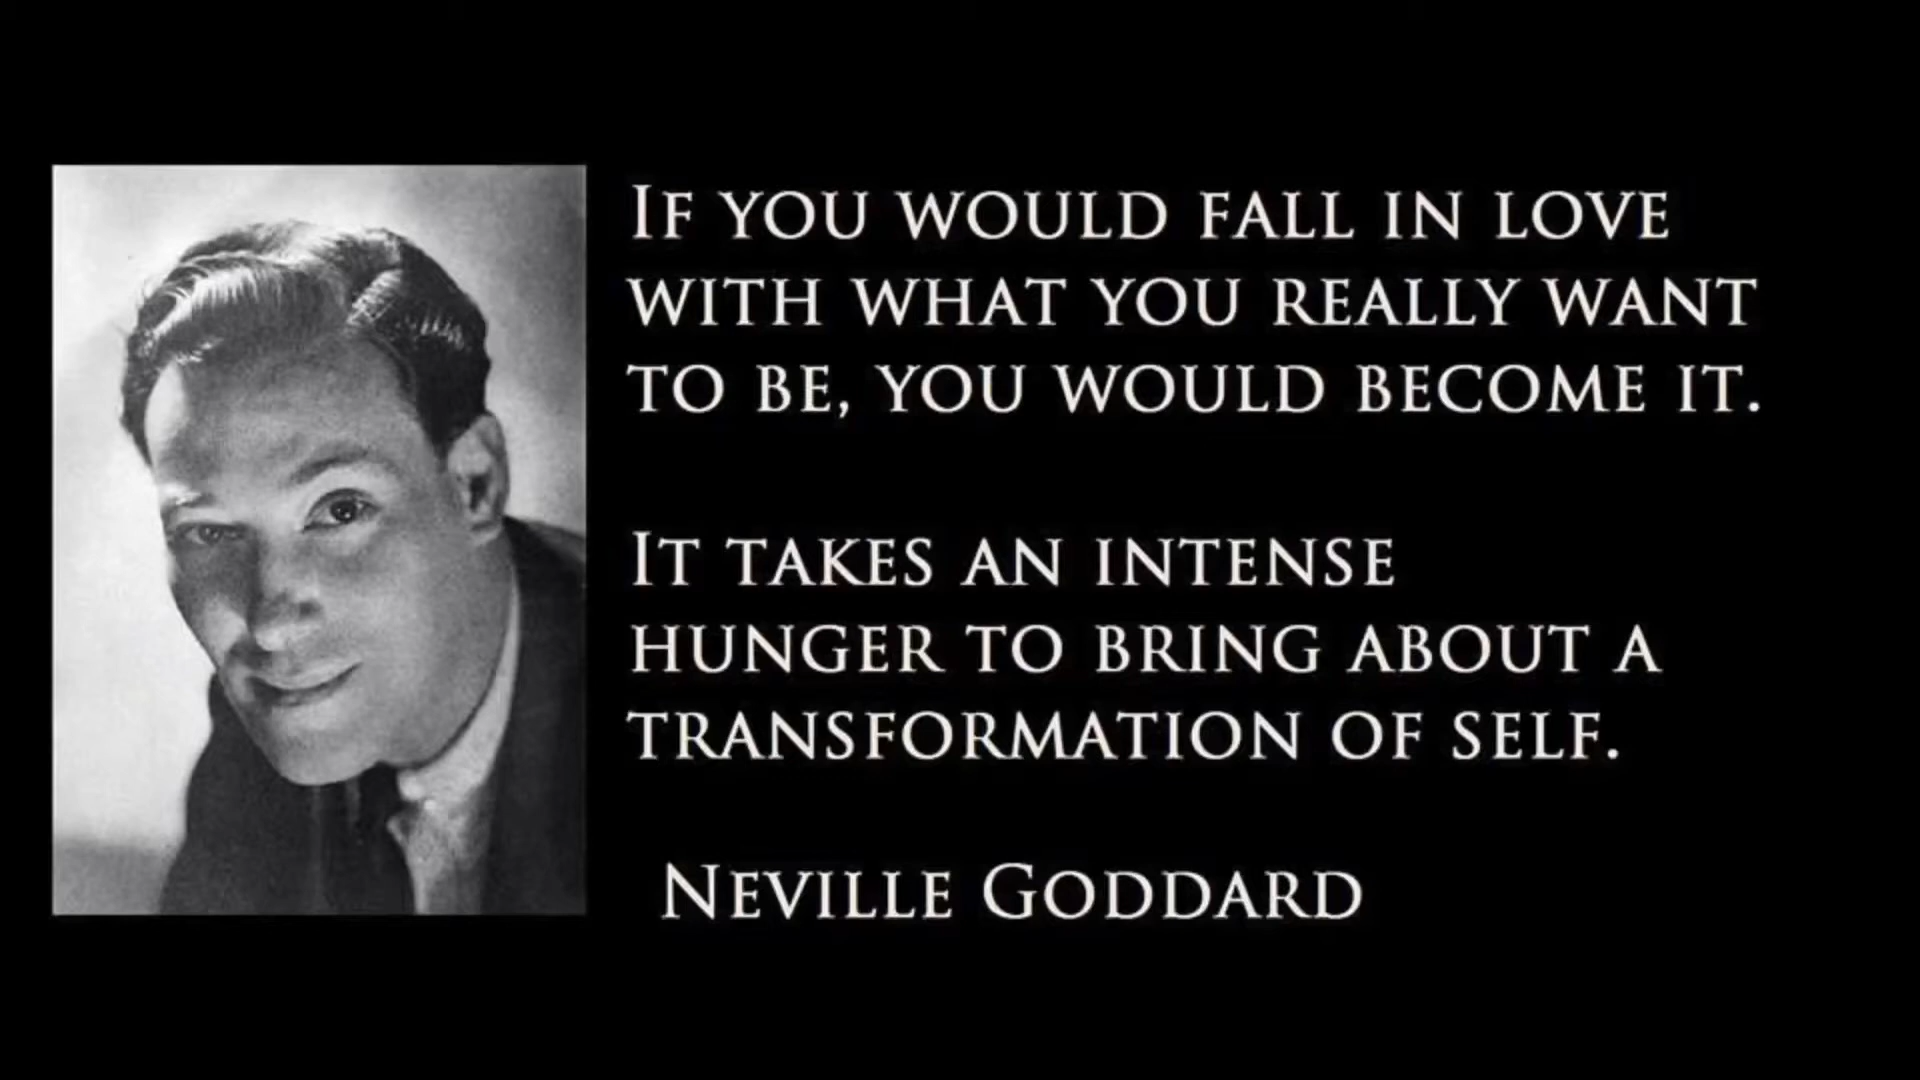 If you would fall in love
with what you really want
to be, you would become it.
It takes an intense
hunger to bring about a
transformation of self.
Neville Goddard